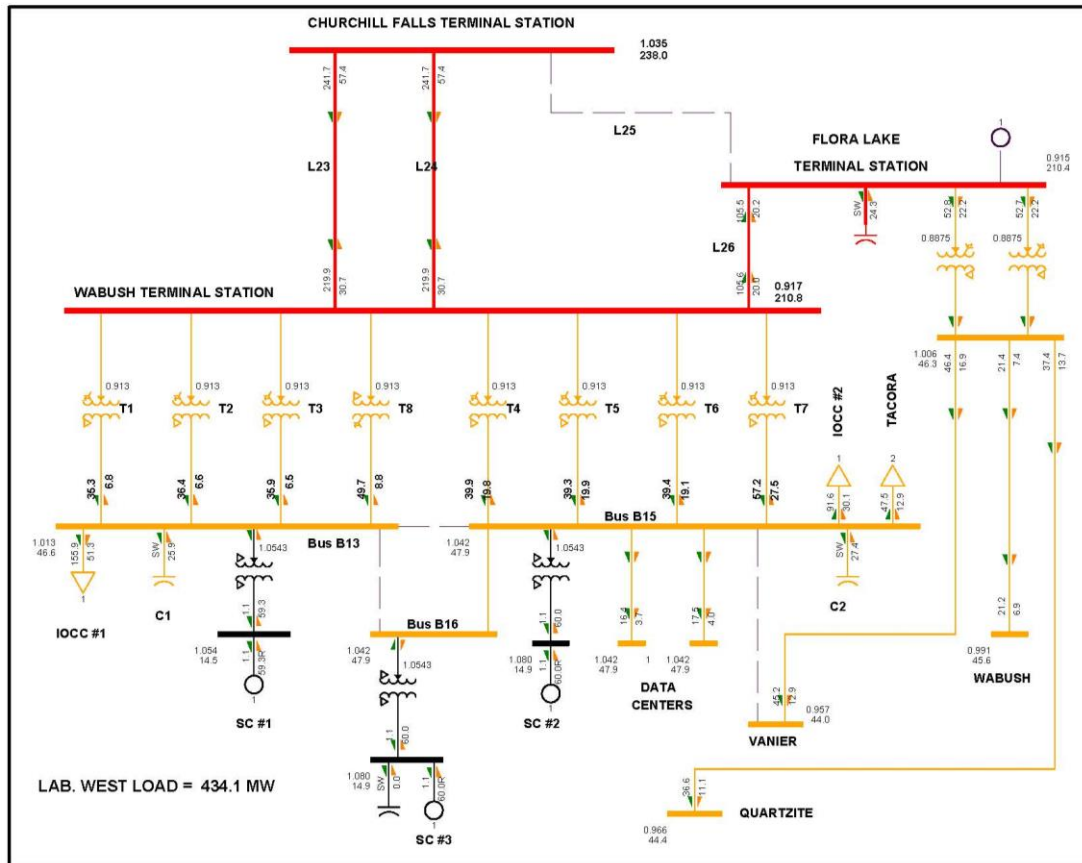 CHURCHILL FALLS TERMINAL STATION
1.035
238.0
241.7
57.4
241.7
57.4
L23
L24
L25
FLORA LAKE
TERMINAL STATION
1
0.915
210.4
105.5
20.2
SW
24.3
52.8
22.2
52.7
22.2
L26
0.8875
0.8875
219.9
30.7
219.9
30.7
105.6
20.0
WABUSH TERMINAL STATION
0.917
210.8
1.006
46.3
46.4
16.9
21.4
7.4
37.4
13.7
0.913
0.913
0.913
0.913
0.913
0.913
0.913
0.913
T1
T2
T3
T8
T4
T5
T6
T7
IOCC #2
TACORA
1
2
35.3
6.8
36.4
6.6
35.9
6.5
49.7
8.8
39.9
19.8
39.3
19.9
39.4
19.1
57.2
27.5
91.6
30.1
47.5
12.9
Bus B13
Bus B15
1.013
46.6
1.042
47.9
155.9
51.3
SW
25.9
1.0543
1.0543
SW
27.4
1
IOCC #1
C1
C2
1.1
59.3
1.054
14.5
1.1
59.3R
1
SC #1
Bus B16
1.042
47.9
1.0543
1.1
60.0
1.080
14.9
1.1
60.0R
1
SC #2
16.4
3.7
17.5
4.0
1.042
47.9
1
1.042
47.9
DATA
CENTERS
45.2
12.9
0.957
44.0
VANIER
21.2
6.9
0.991
45.6
WABUSH
1.1
60.0
1.080
14.9
SW
0.0
1.1
60.0R
1
SC #3
LAB. WEST LOAD = 434.1 MW
36.6
11.1
0.966
44.4
QUARTZITE